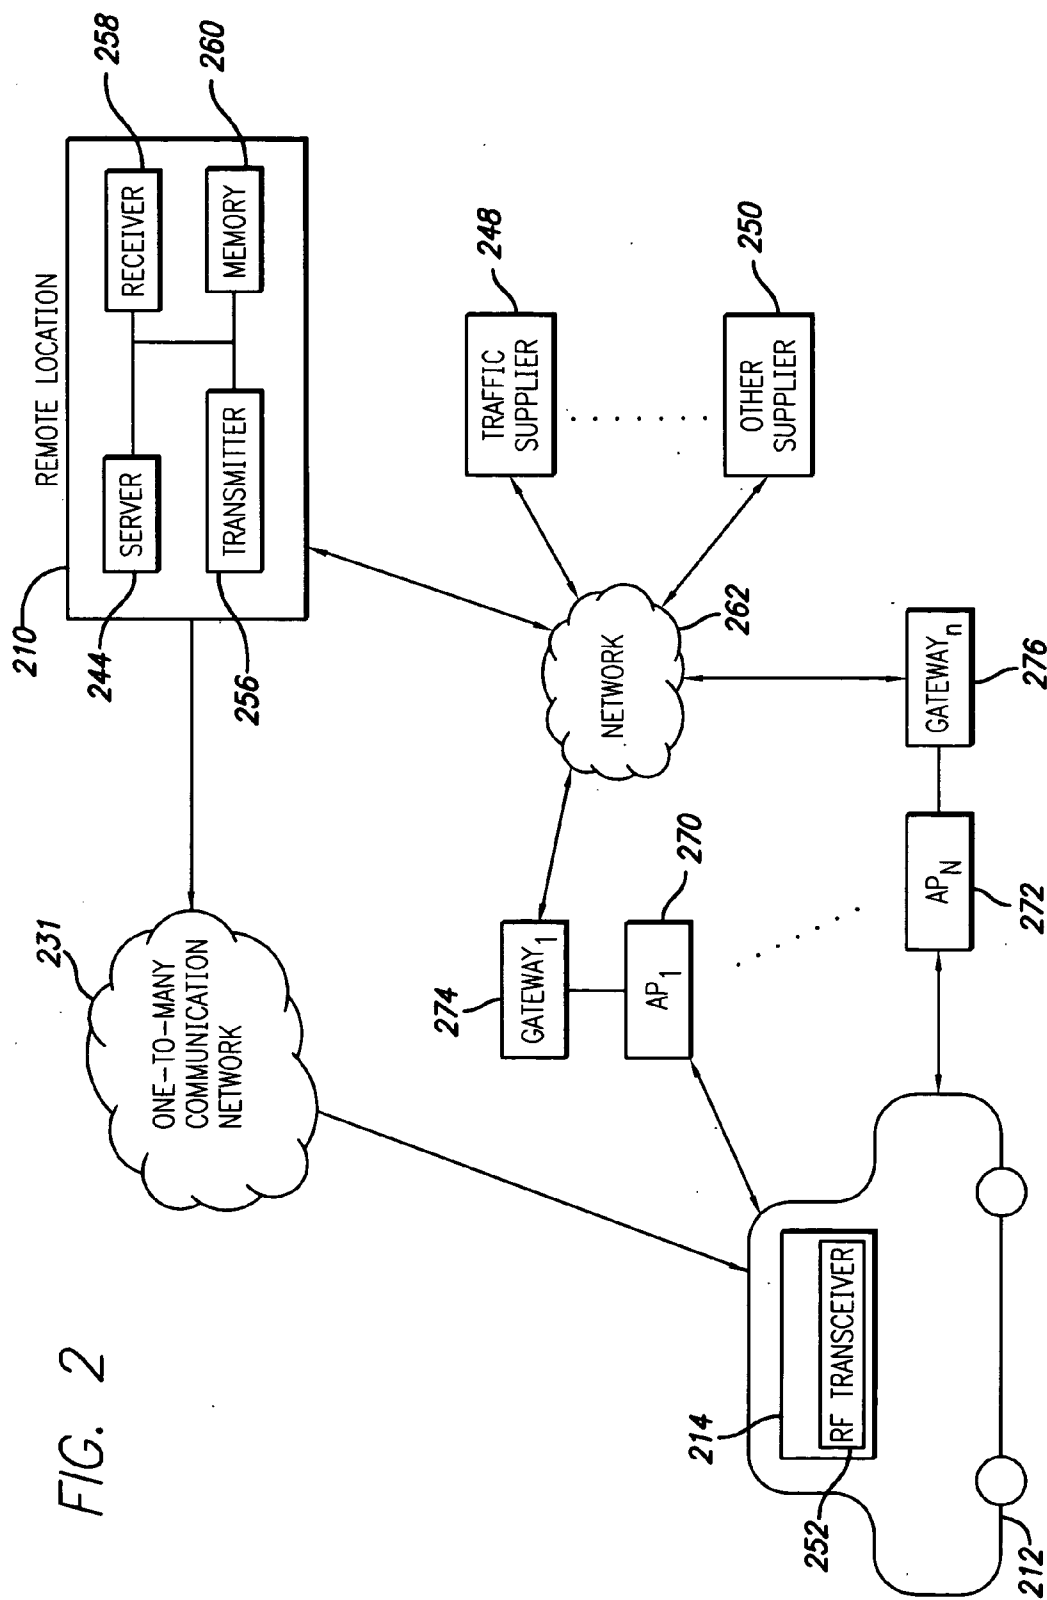 FIG. 2
REMOTE LOCATION
210
SERVER
244
RECEIVER
258
TRANSMITTER
256
MEMORY
260
231
ONE-TO-MANY
COMMUNICATION
NETWORK
TRAFFIC
SUPPLIER
248
OTHER
SUPPLIER
250
NETWORK
262
GATEWAY1
274
AP1
270
GATEWAYn
276
APN
272
214
RF TRANSCEIVER
252
212